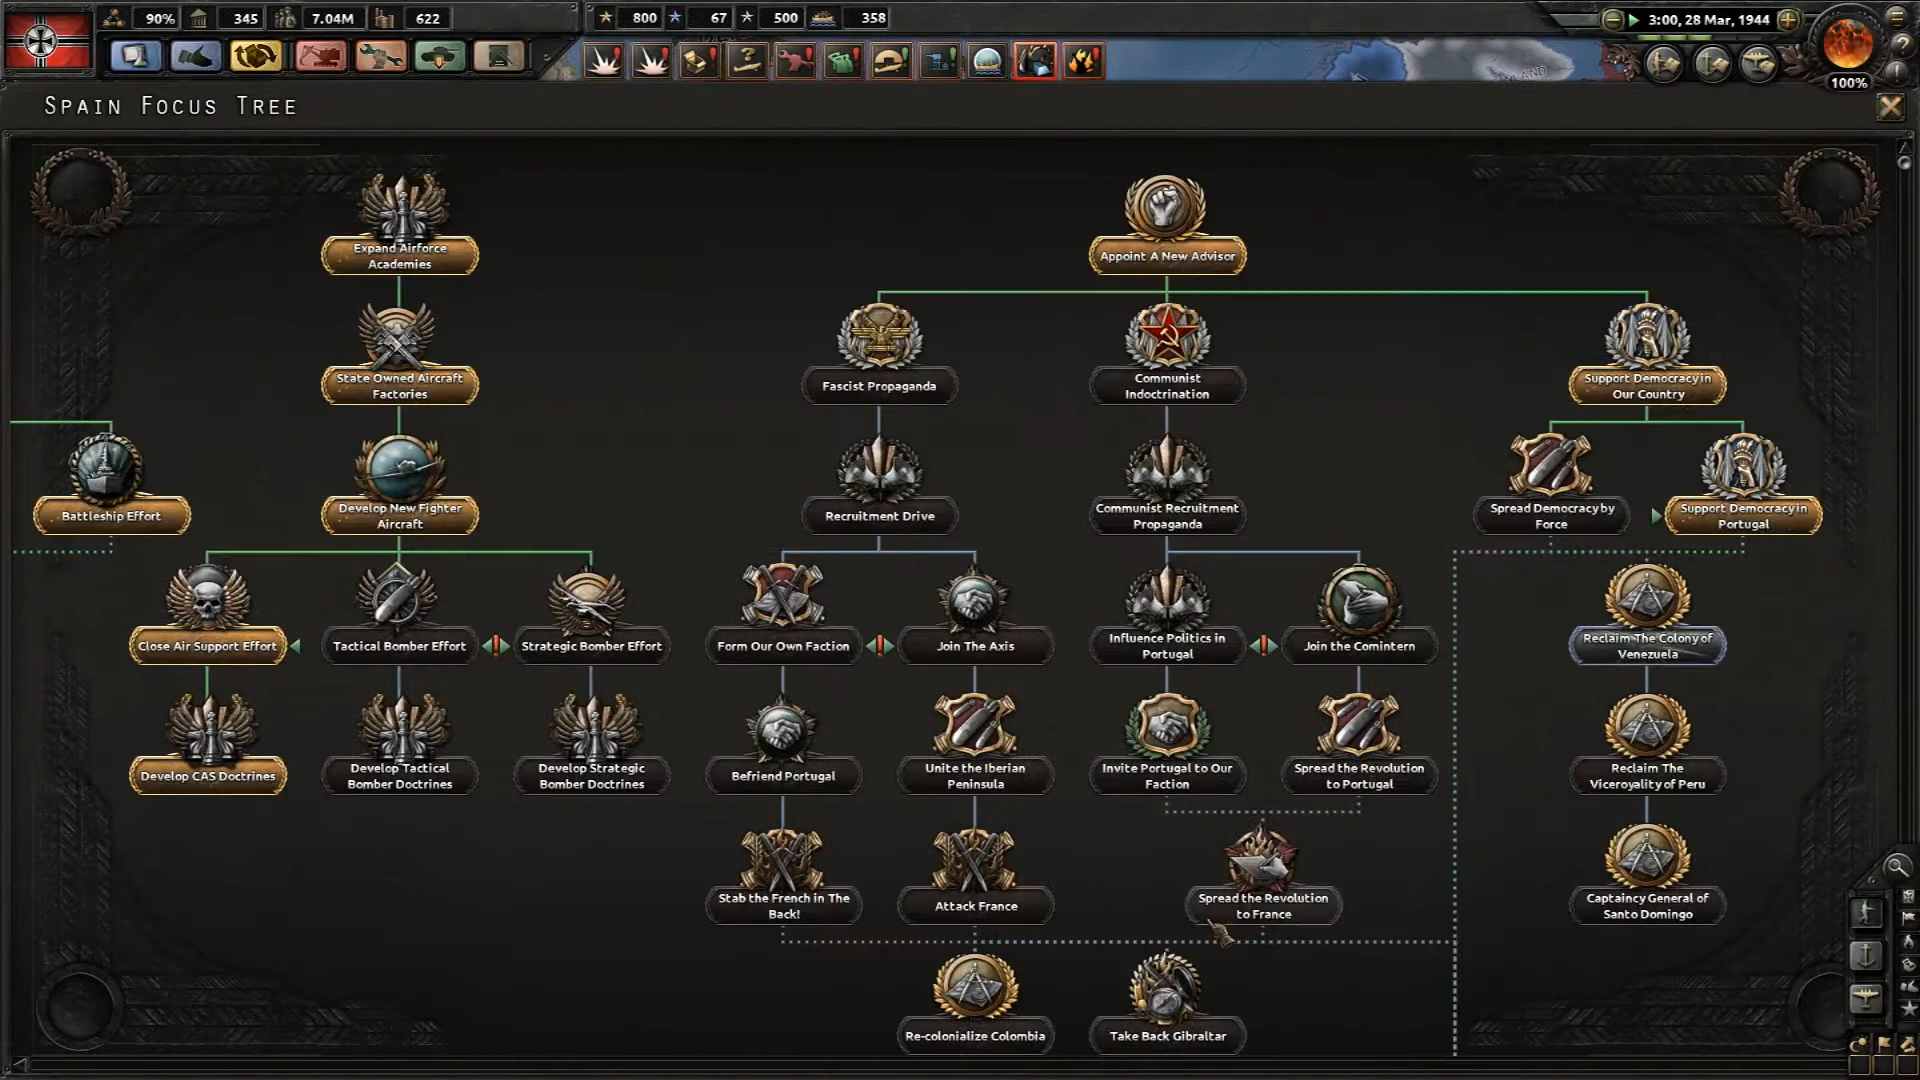 90% 345 7.04M 622 800 67 500 358 3:00, 28 Mar, 1944
100%
SPAIN FOCUS TREE
Expand Airforce
Academies
Appoint A New Advisor
State Owned Aircraft
Factories
Fascist Propaganda
Communist
Indoctrination
Support Democracy in
Our Country
Battleship Effort
Develop New Fighter
Aircraft
Recruitment Drive
Communist Recruitment
Propaganda
Spread Democracy by
Force
Support Democracy in
Portugal
Close Air Support Effort
Tactical Bomber Effort
Strategic Bomber Effort
Form Our Own Faction
Join The Axis
Influence Politics in
Portugal
Join the Comintern
Reclaim The Colony of
Venezuela
Develop CAS Doctrines
Develop Tactical
Bomber Doctrines
Develop Strategic
Bomber Doctrines
Befriend Portugal
Unite the Iberian
Peninsula
Invite Portugal to Our
Faction
Spread the Revolution
to Portugal
Reclaim The
Viceroyality of Peru
Stab the French in The
Back!
Attack France
Spread the Revolution
to France
Captaincy General of
Santo Domingo
Re-colonialize Colombia
Take Back Gibraltar